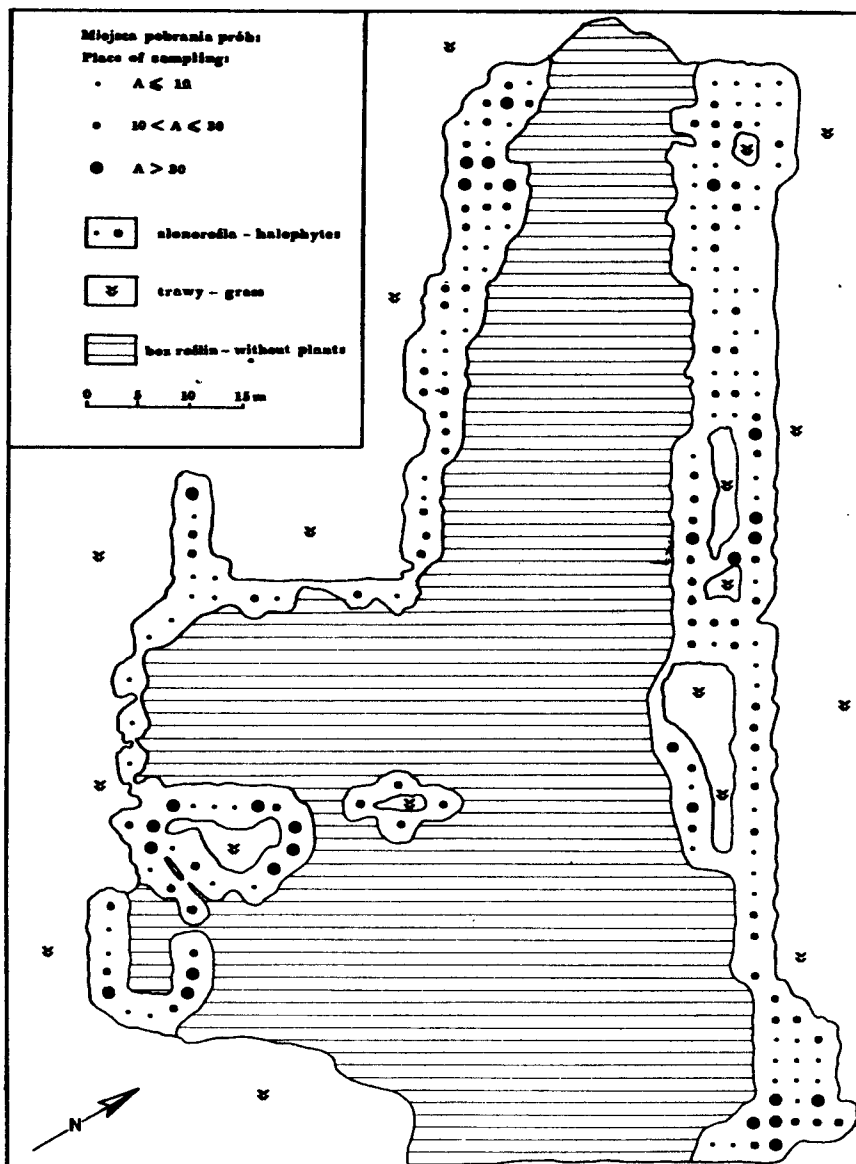 Miejsca pobrania prób:
Place of sampling:
A ⩽ 10
10 < A ⩽ 30
A > 30
słonorośla - halophytes
trawy - grass
bez roślin - without plants
0 5 10 15 m
N